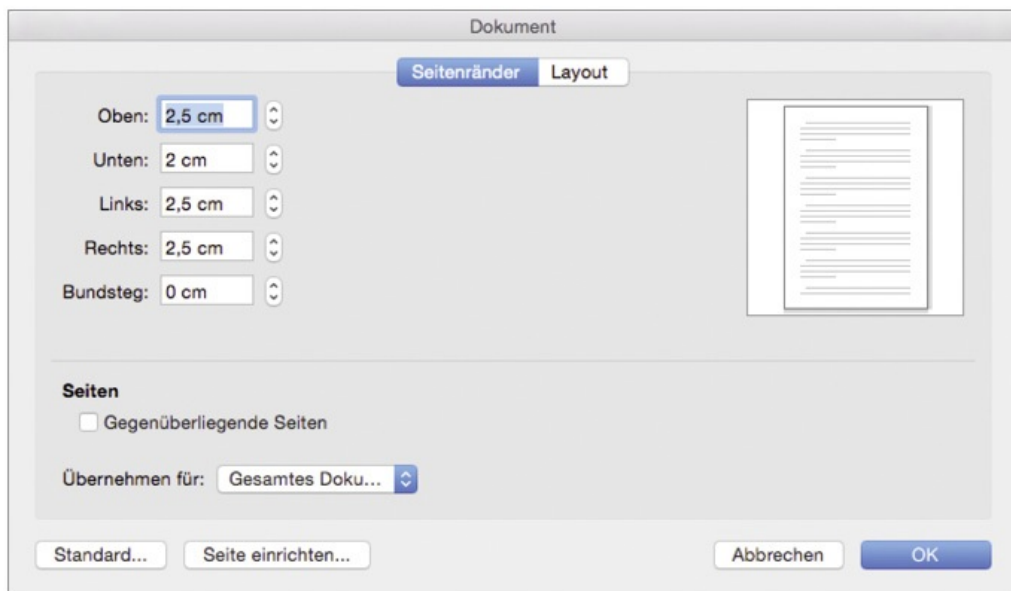 Dokument
Seitenränder Layout
Oben: 2,5 cm
Unten: 2 cm
Links: 2,5 cm
Rechts: 2,5 cm
Bundsteg: 0 cm
Seiten
Gegenüberliegende Seiten
Übernehmen für: Gesamtes Doku...
Standard... Seite einrichten... Abbrechen OK